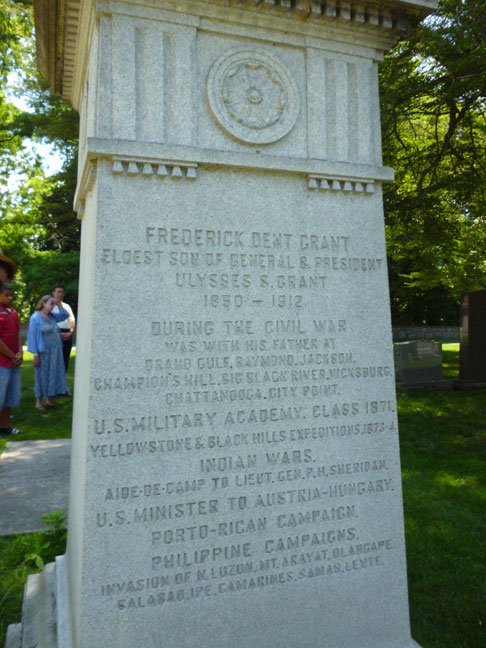 FREDERICK DENT GRANT
ELDEST SON OF GENERAL & PRESIDENT
ULYSSES S. GRANT
1850 – 1912
DURING THE CIVIL WAR
WAS WITH HIS FATHER AT
GRAND GULF, RAYMOND, JACKSON,
CHAMPION'S HILL, BIG BLACK RIVER, VICKSBURG,
CHATTANOOGA, CITY POINT.
U.S. MILITARY ACADEMY, CLASS 1871.
YELLOWSTONE & BLACK HILLS EXPEDITIONS, 1873-4.
INDIAN WARS.
AIDE-DE-CAMP TO LIEUT. GEN. P. H. SHERIDAN.
U.S. MINISTER TO AUSTRIA-HUNGARY.
PORTO-RICAN CAMPAIGN.
PHILIPPINE CAMPAIGNS.
INVASION OF N. LUZON, MT. ARAYAT, OLANGAPE,
BALABAO, IPE, CAMARINES, SAMAR, LEYTE.